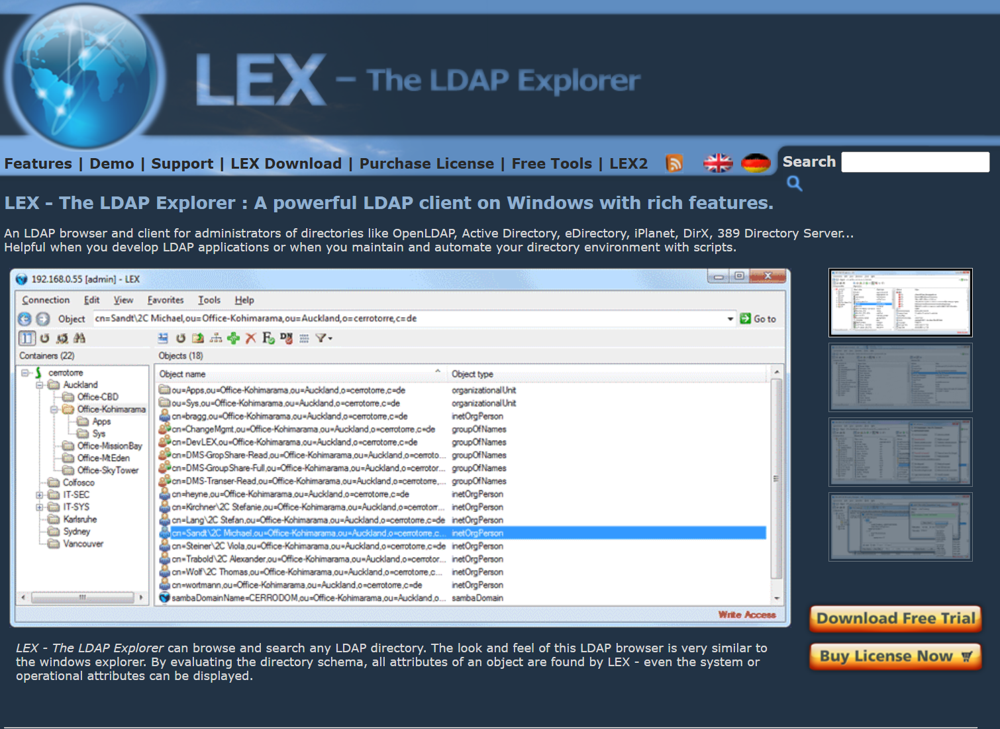 LEX - The LDAP Explorer
Features | Demo | Support | LEX Download | Purchase License | Free Tools | LEX2
Search
LEX - The LDAP Explorer : A powerful LDAP client on Windows with rich features.
An LDAP browser and client for administrators of directories like OpenLDAP, Active Directory, eDirectory, iPlanet, DirX, 389 Directory Server...
Helpful when you develop LDAP applications or when you maintain and automate your directory environment with scripts.
192.168.0.55 [admin] - LEX
Connection Edit View Favorites Tools Help
Object cn=Sandt\2C Michael,ou=Office-Kohimarama,ou=Auckland,o=cerrotorre,c=de Go to
Containers (22)
cerrotorre
Auckland
Office-CBD
Office-Kohimarama
Apps
Sys
Office-MissionBay
Office-MtEden
Office-SkyTower
Colfosco
IT-SEC
IT-SYS
Karlsruhe
Sydney
Vancouver
Objects (18)
Object name Object type
ou=Apps,ou=Office-Kohimarama,ou=Auckland,o=cerrotorre,c=de organizationalUnit
ou=Sys,ou=Office-Kohimarama,ou=Auckland,o=cerrotorre,c=de organizationalUnit
cn=bragg,ou=Office-Kohimarama,ou=Auckland,o=cerrotorre,c=de inetOrgPerson
cn=ChangeMgmt,ou=Office-Kohimarama,ou=Auckland,o=cerrotorre,c=de groupOfNames
cn=DevLEX,ou=Office-Kohimarama,ou=Auckland,o=cerrotorre,c=de groupOfNames
cn=DMS-GropShare-Read,ou=Office-Kohimarama,ou=Auckland,o=cerroto... groupOfNames
cn=DMS-GroupShare-Full,ou=Office-Kohimarama,ou=Auckland,o=cerrotor... groupOfNames
cn=DMS-Transer-Read,ou=Office-Kohimarama,ou=Auckland,o=cerrotorre,... groupOfNames
cn=heyne,ou=Office-Kohimarama,ou=Auckland,o=cerrotorre,c=de inetOrgPerson
cn=Kirchner\2C Stefanie,ou=Office-Kohimarama,ou=Auckland,o=cerrotorr... inetOrgPerson
cn=Lang\2C Stefan,ou=Office-Kohimarama,ou=Auckland,o=cerrotorre,c=de inetOrgPerson
cn=Sandt\2C Michael,ou=Office-Kohimarama,ou=Auckland,o=cerrotorre,c... inetOrgPerson
cn=Steiner\2C Viola,ou=Office-Kohimarama,ou=Auckland,o=cerrotorre,c=de inetOrgPerson
cn=Trabold\2C Alexander,ou=Office-Kohimarama,ou=Auckland,o=cerrotor... inetOrgPerson
cn=Wolf\2C Thomas,ou=Office-Kohimarama,ou=Auckland,o=cerrotorre,c... inetOrgPerson
cn=wortmann,ou=Office-Kohimarama,ou=Auckland,o=cerrotorre,c=de inetOrgPerson
sambaDomainName=CERRODOM,ou=Office-Kohimarama,ou=Auckland,o... sambaDomain
Write Access
Download Free Trial
Buy License Now
LEX - The LDAP Explorer can browse and search any LDAP directory. The look and feel of this LDAP browser is very similar to
the windows explorer. By evaluating the directory schema, all attributes of an object are found by LEX - even the system or
operational attributes can be displayed.